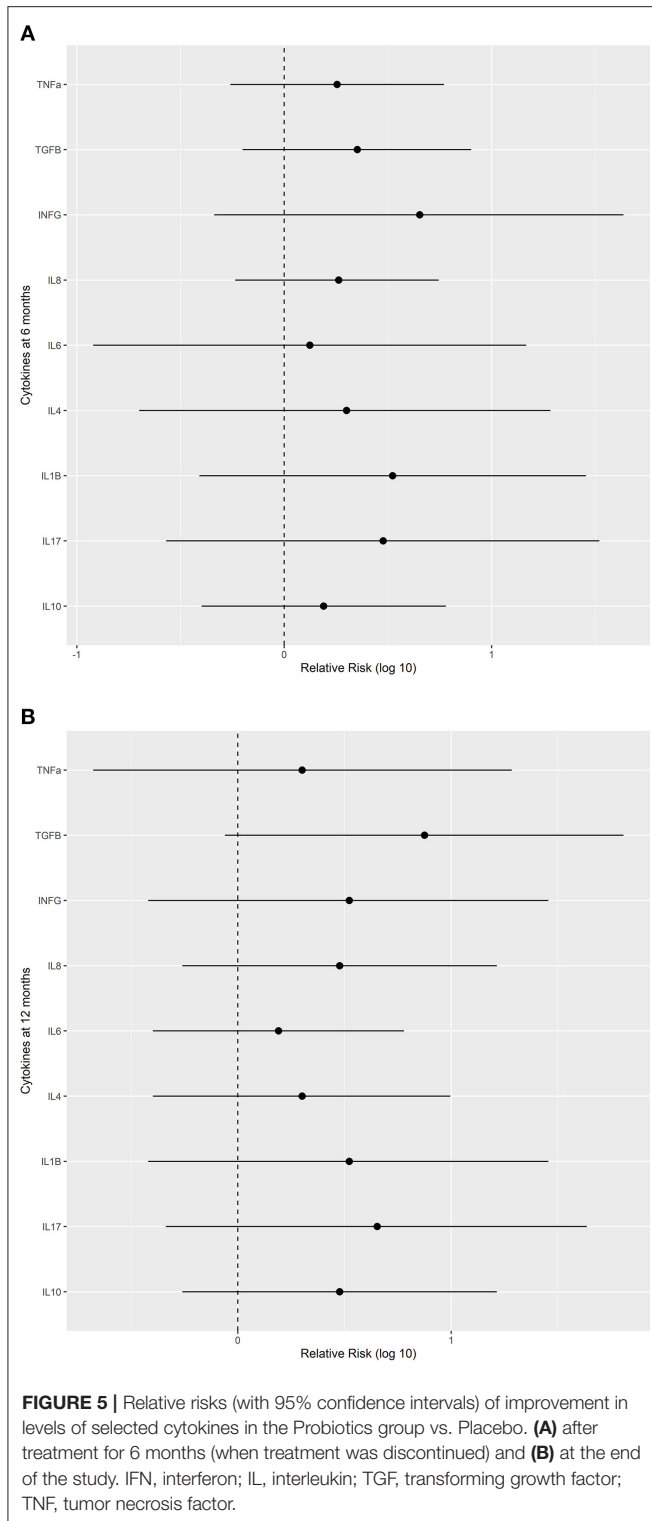 A
TNFa
TGFB
INFG
IL8
IL6
IL4
IL1B
IL17
IL10
Cytokines at 6 months
-1
0
1
Relative Risk (log 10)
B
TNFa
TGFB
INFG
IL8
IL6
IL4
IL1B
IL17
IL10
Cytokines at 12 months
0
1
Relative Risk (log 10)
FIGURE 5 | Relative risks (with 95% confidence intervals) of improvement in
levels of selected cytokines in the Probiotics group vs. Placebo. (A) after
treatment for 6 months (when treatment was discontinued) and (B) at the end
of the study. IFN, interferon; IL, interleukin; TGF, transforming growth factor;
TNF, tumor necrosis factor.